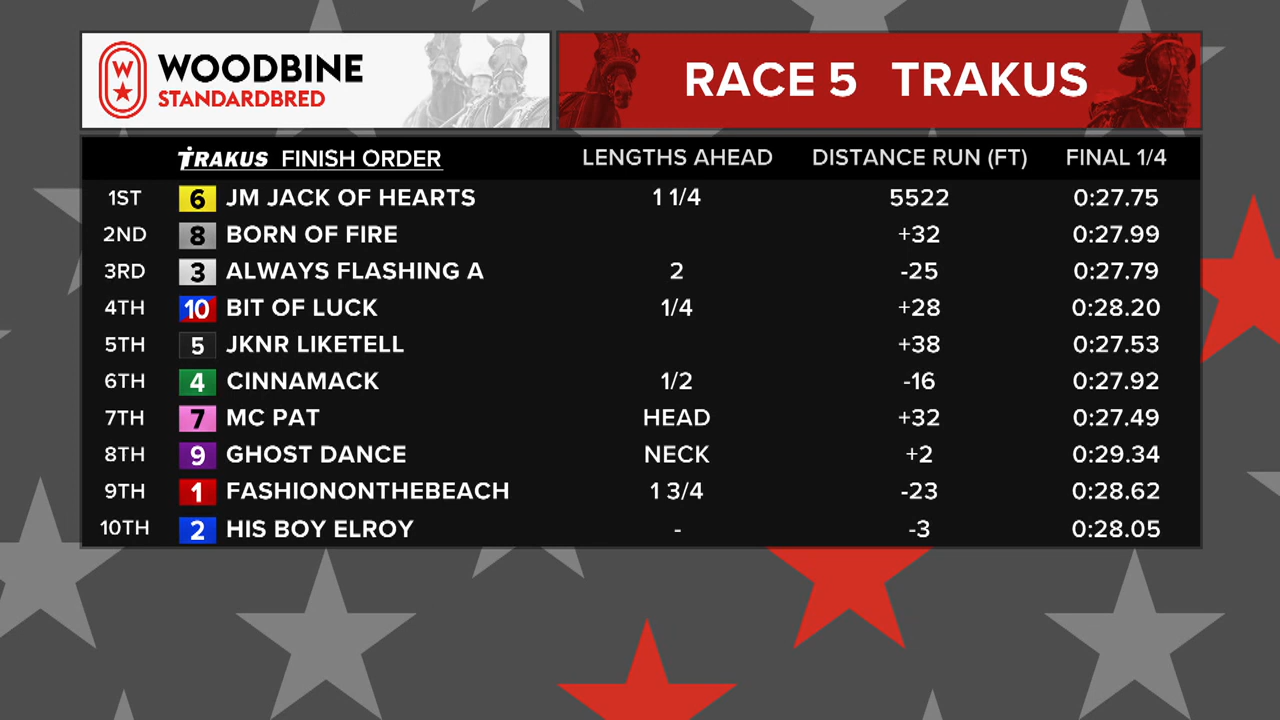 W
WOODBINE
STANDARDBRED
RACE 5 TRAKUS
TRAKUS FINISH ORDER LENGTHS AHEAD DISTANCE RUN (FT) FINAL 1/4
1ST 6 JM JACK OF HEARTS 1 1/4 5522 0:27.75
2ND 8 BORN OF FIRE +32 0:27.99
3RD 3 ALWAYS FLASHING A 2 -25 0:27.79
4TH 10 BIT OF LUCK 1/4 +28 0:28.20
5TH 5 JKNR LIKETELL +38 0:27.53
6TH 4 CINNAMACK 1/2 -16 0:27.92
7TH 7 MC PAT HEAD +32 0:27.49
8TH 9 GHOST DANCE NECK +2 0:29.34
9TH 1 FASHIONONTHEBEACH 1 3/4 -23 0:28.62
10TH 2 HIS BOY ELROY - -3 0:28.05